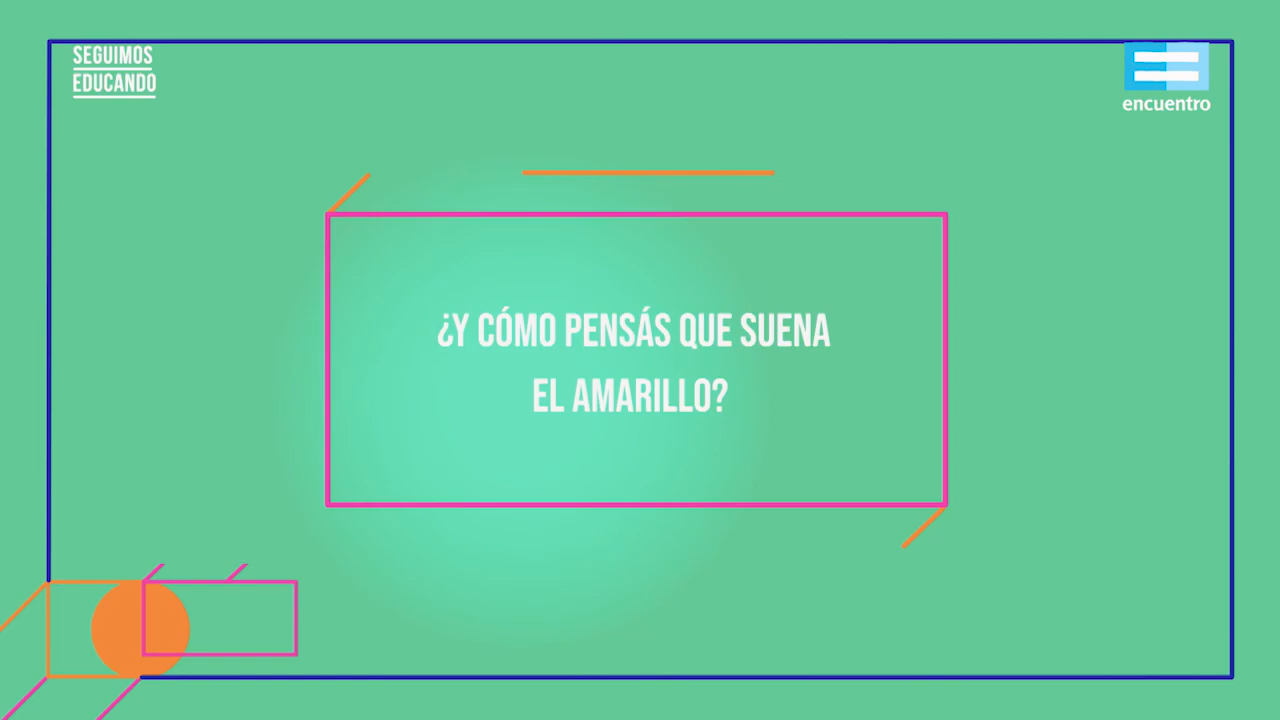 SEGUIMOS
EDUCANDO
encuentro
¿Y CÓMO PENSÁS QUE SUENA
EL AMARILLO?